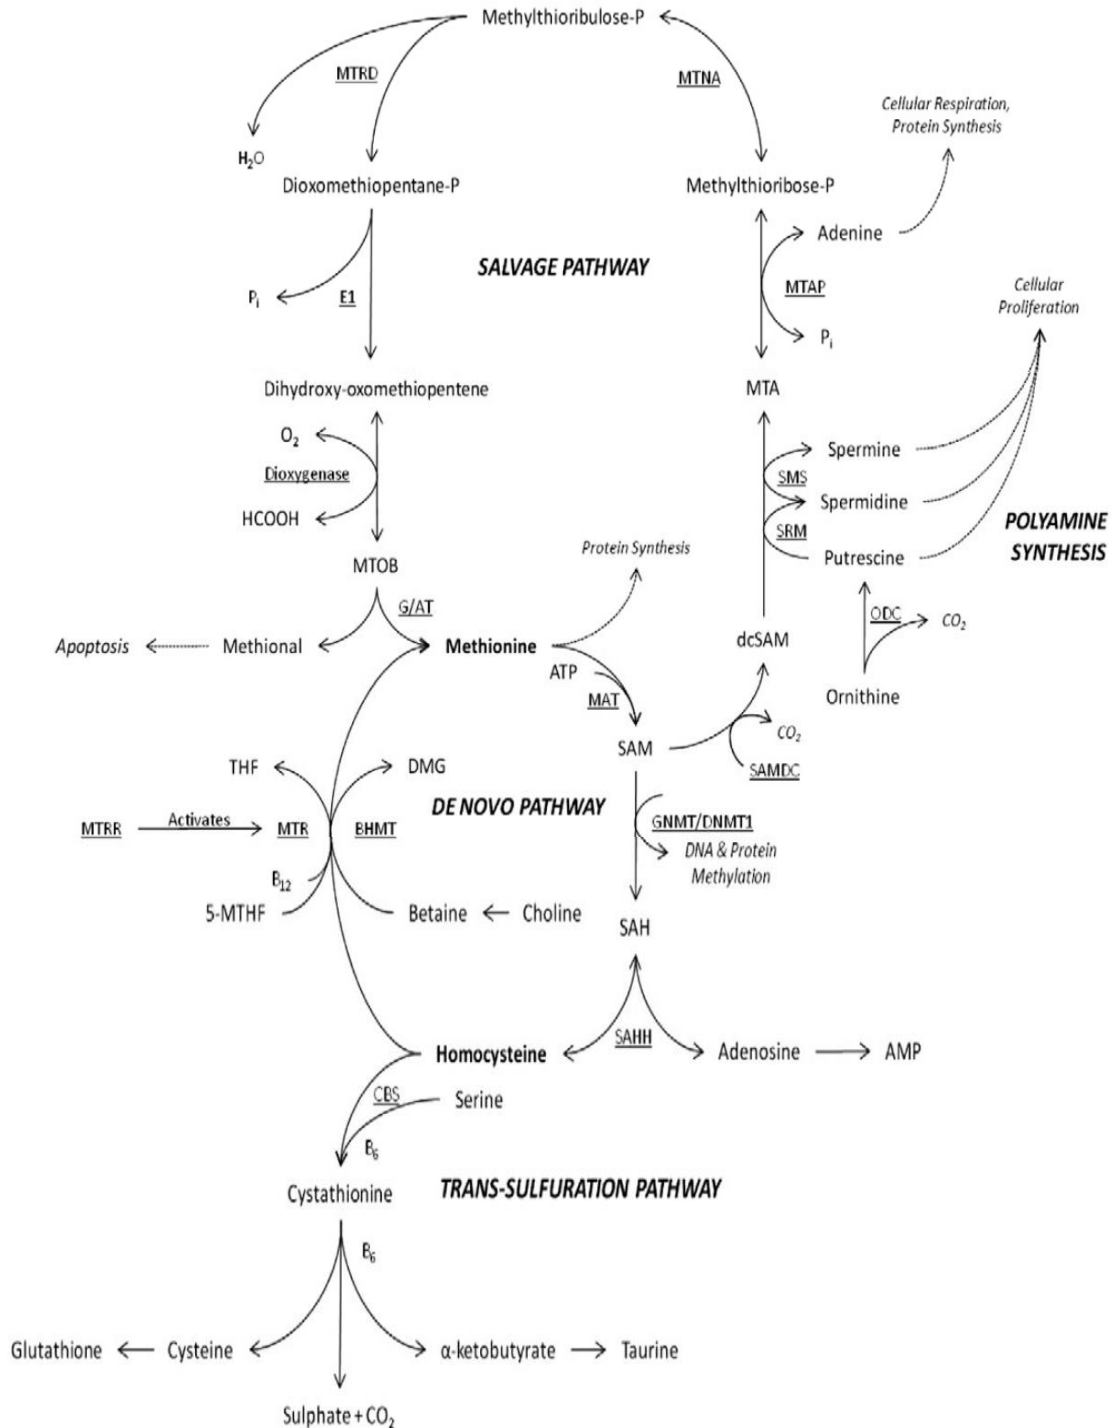 Methylthioribulose-P
MTRD
MTNA
Cellular Respiration,
Protein Synthesis
H₂O
Dioxomethiopentane-P
Methylthioribose-P
Adenine
SALVAGE PATHWAY
Pᵢ
E1
MTAP
Cellular
Proliferation
Pᵢ
Dihydroxy-oxomethiopentene
MTA
O₂
Spermine
Dioxygenase
SMS
HCOOH
Spermidine
POLYAMINE
SYNTHESIS
SRM
Protein Synthesis
Putrescine
MTOB
G/AT
ODC
CO₂
Apoptosis
Methional
Methionine
dcSAM
ATP
MAT
Ornithine
SAM
CO₂
THF
DMG
SAMDC
DE NOVO PATHWAY
MTRR
Activates
MTR
BHMT
GNMT/DNMT1
DNA & Protein
Methylation
B₁₂
5-MTHF
Betaine
Choline
SAH
SAHH
Homocysteine
Adenosine
AMP
CBS
Serine
B₆
Cystathionine
TRANS-SULFURATION PATHWAY
B₆
Glutathione
Cysteine
α-ketobutyrate
Taurine
Sulphate + CO₂